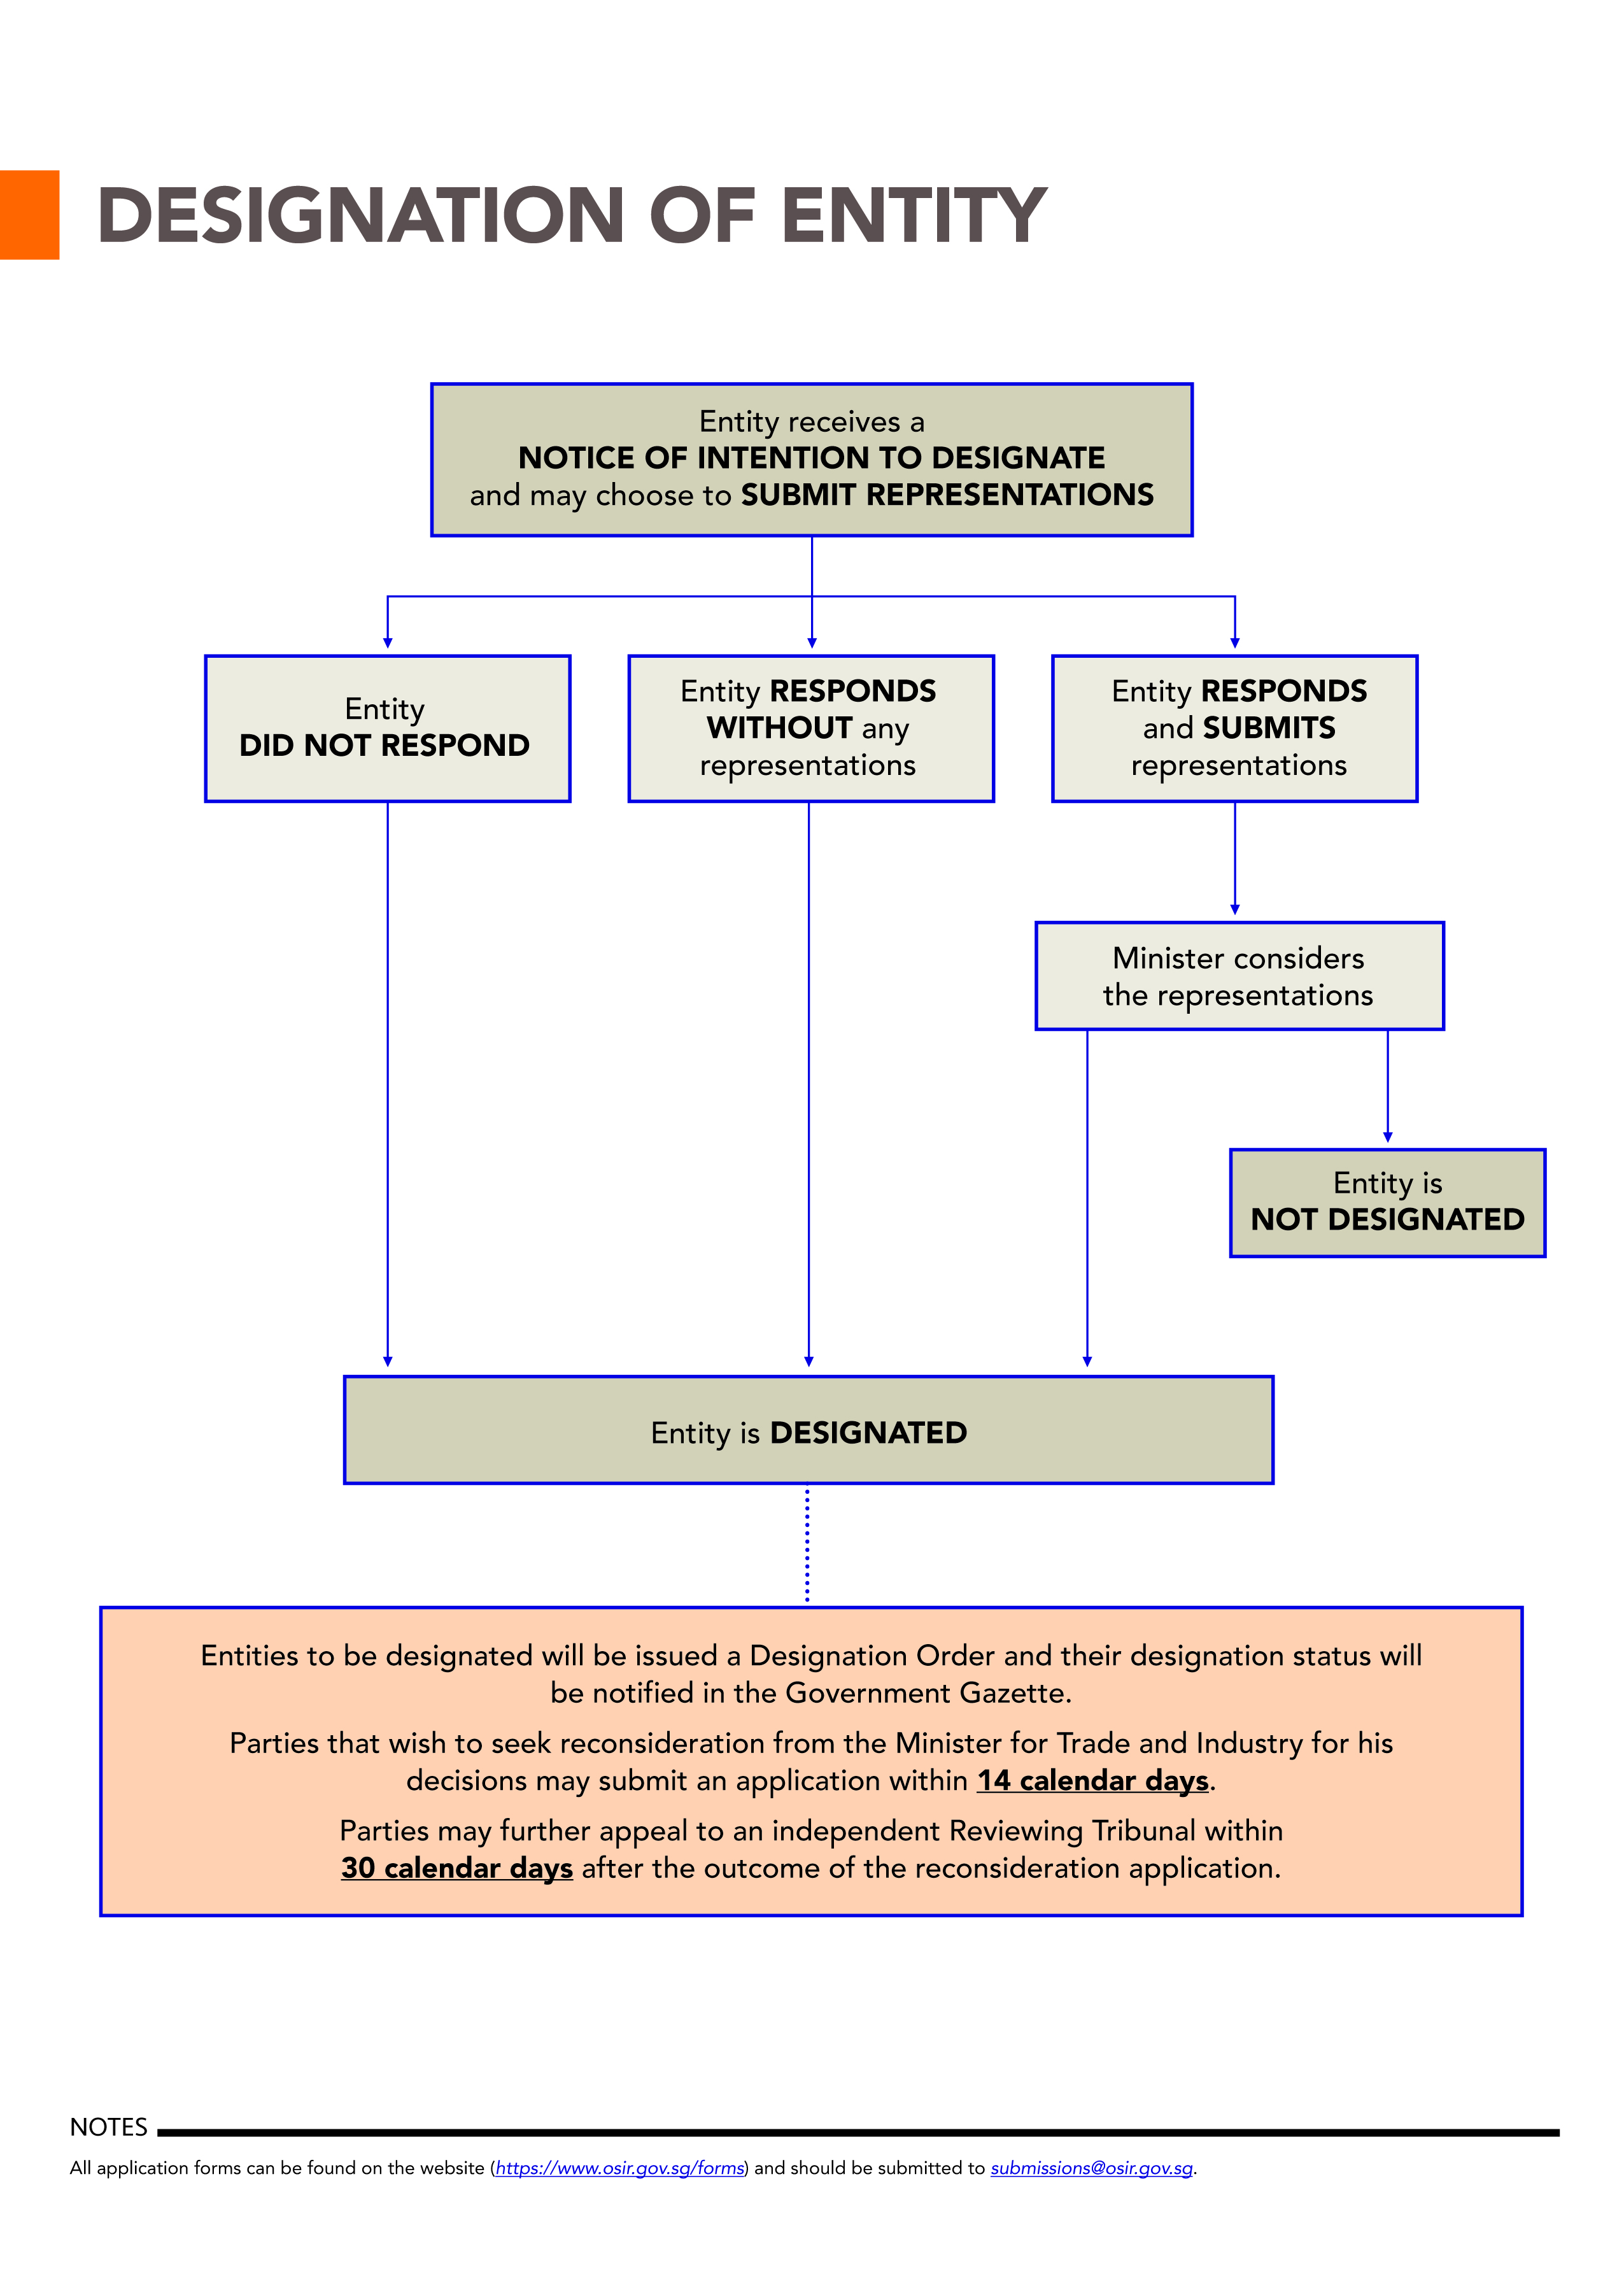 DESIGNATION OF ENTITY
Entity receives a
NOTICE OF INTENTION TO DESIGNATE
and may choose to SUBMIT REPRESENTATIONS
Entity
DID NOT RESPOND
Entity RESPONDS
WITHOUT any
representations
Entity RESPONDS
and SUBMITS
representations
Minister considers
the representations
Entity is
NOT DESIGNATED
Entity is DESIGNATED
Entities to be designated will be issued a Designation Order and their designation status will
be notified in the Government Gazette.
Parties that wish to seek reconsideration from the Minister for Trade and Industry for his
decisions may submit an application within 14 calendar days.
Parties may further appeal to an independent Reviewing Tribunal within
30 calendar days after the outcome of the reconsideration application.
NOTES
All application forms can be found on the website (https://www.osir.gov.sg/forms) and should be submitted to submissions@osir.gov.sg.